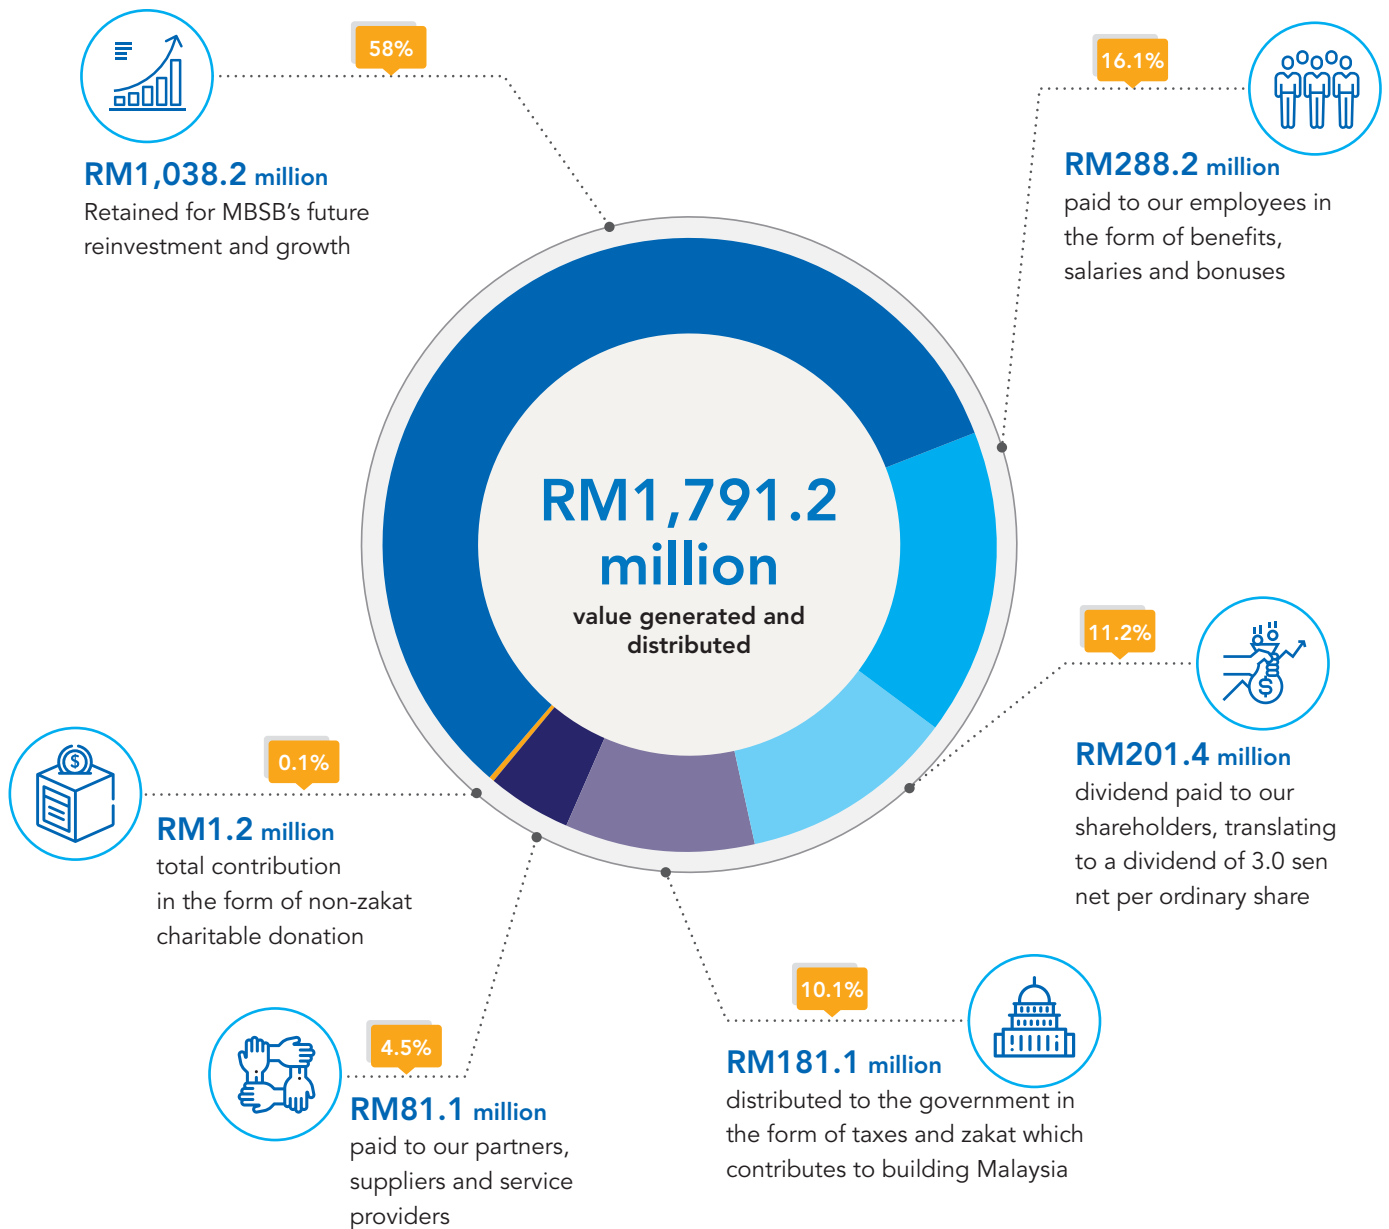 58%
RM1,038.2 million
Retained for MBSB’s future
reinvestment and growth
16.1%
RM288.2 million
paid to our employees in
the form of benefits,
salaries and bonuses
RM1,791.2
million
value generated and
distributed
11.2%
$
RM201.4 million
dividend paid to our
shareholders, translating
to a dividend of 3.0 sen
net per ordinary share
$
0.1%
RM1.2 million
total contribution
in the form of non-zakat
charitable donation
10.1%
RM181.1 million
distributed to the government in
the form of taxes and zakat which
contributes to building Malaysia
4.5%
RM81.1 million
paid to our partners,
suppliers and service
providers